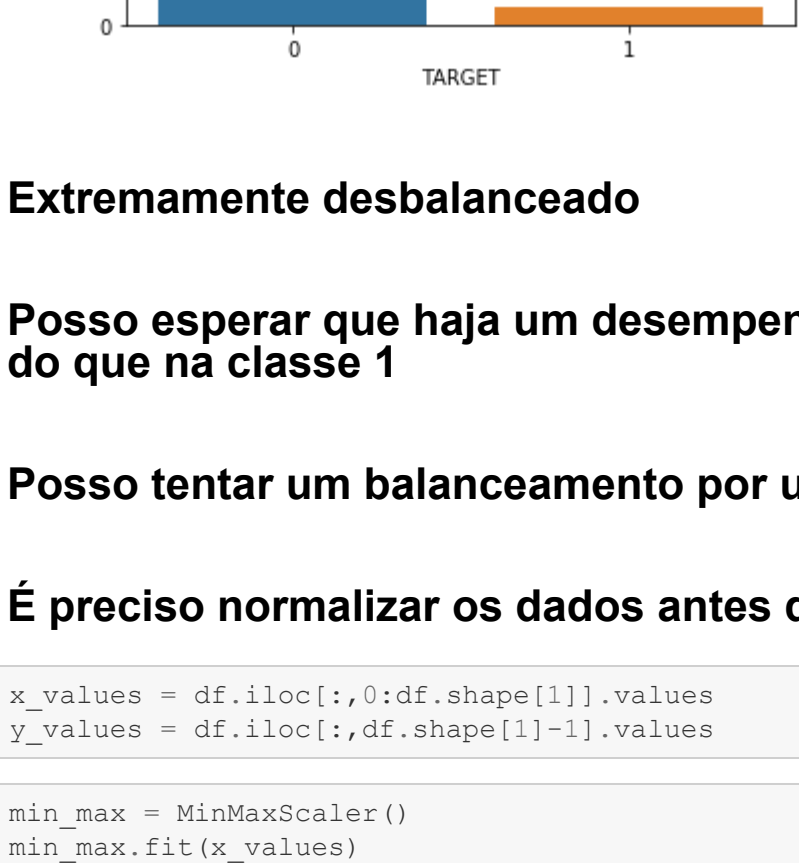 0
0 1
TARGET
Extremamente desbalanceado
Posso esperar que haja um
do que na classe 1
Posso tentar um balanceamento por
É preciso normalizar os dados antes
x_values = df.iloc[:,0:df.shape[1]].values
y_values = df.iloc[:,df.shape[1]-1].values
min_max = MinMaxScaler()
min_max.fit(x_values)